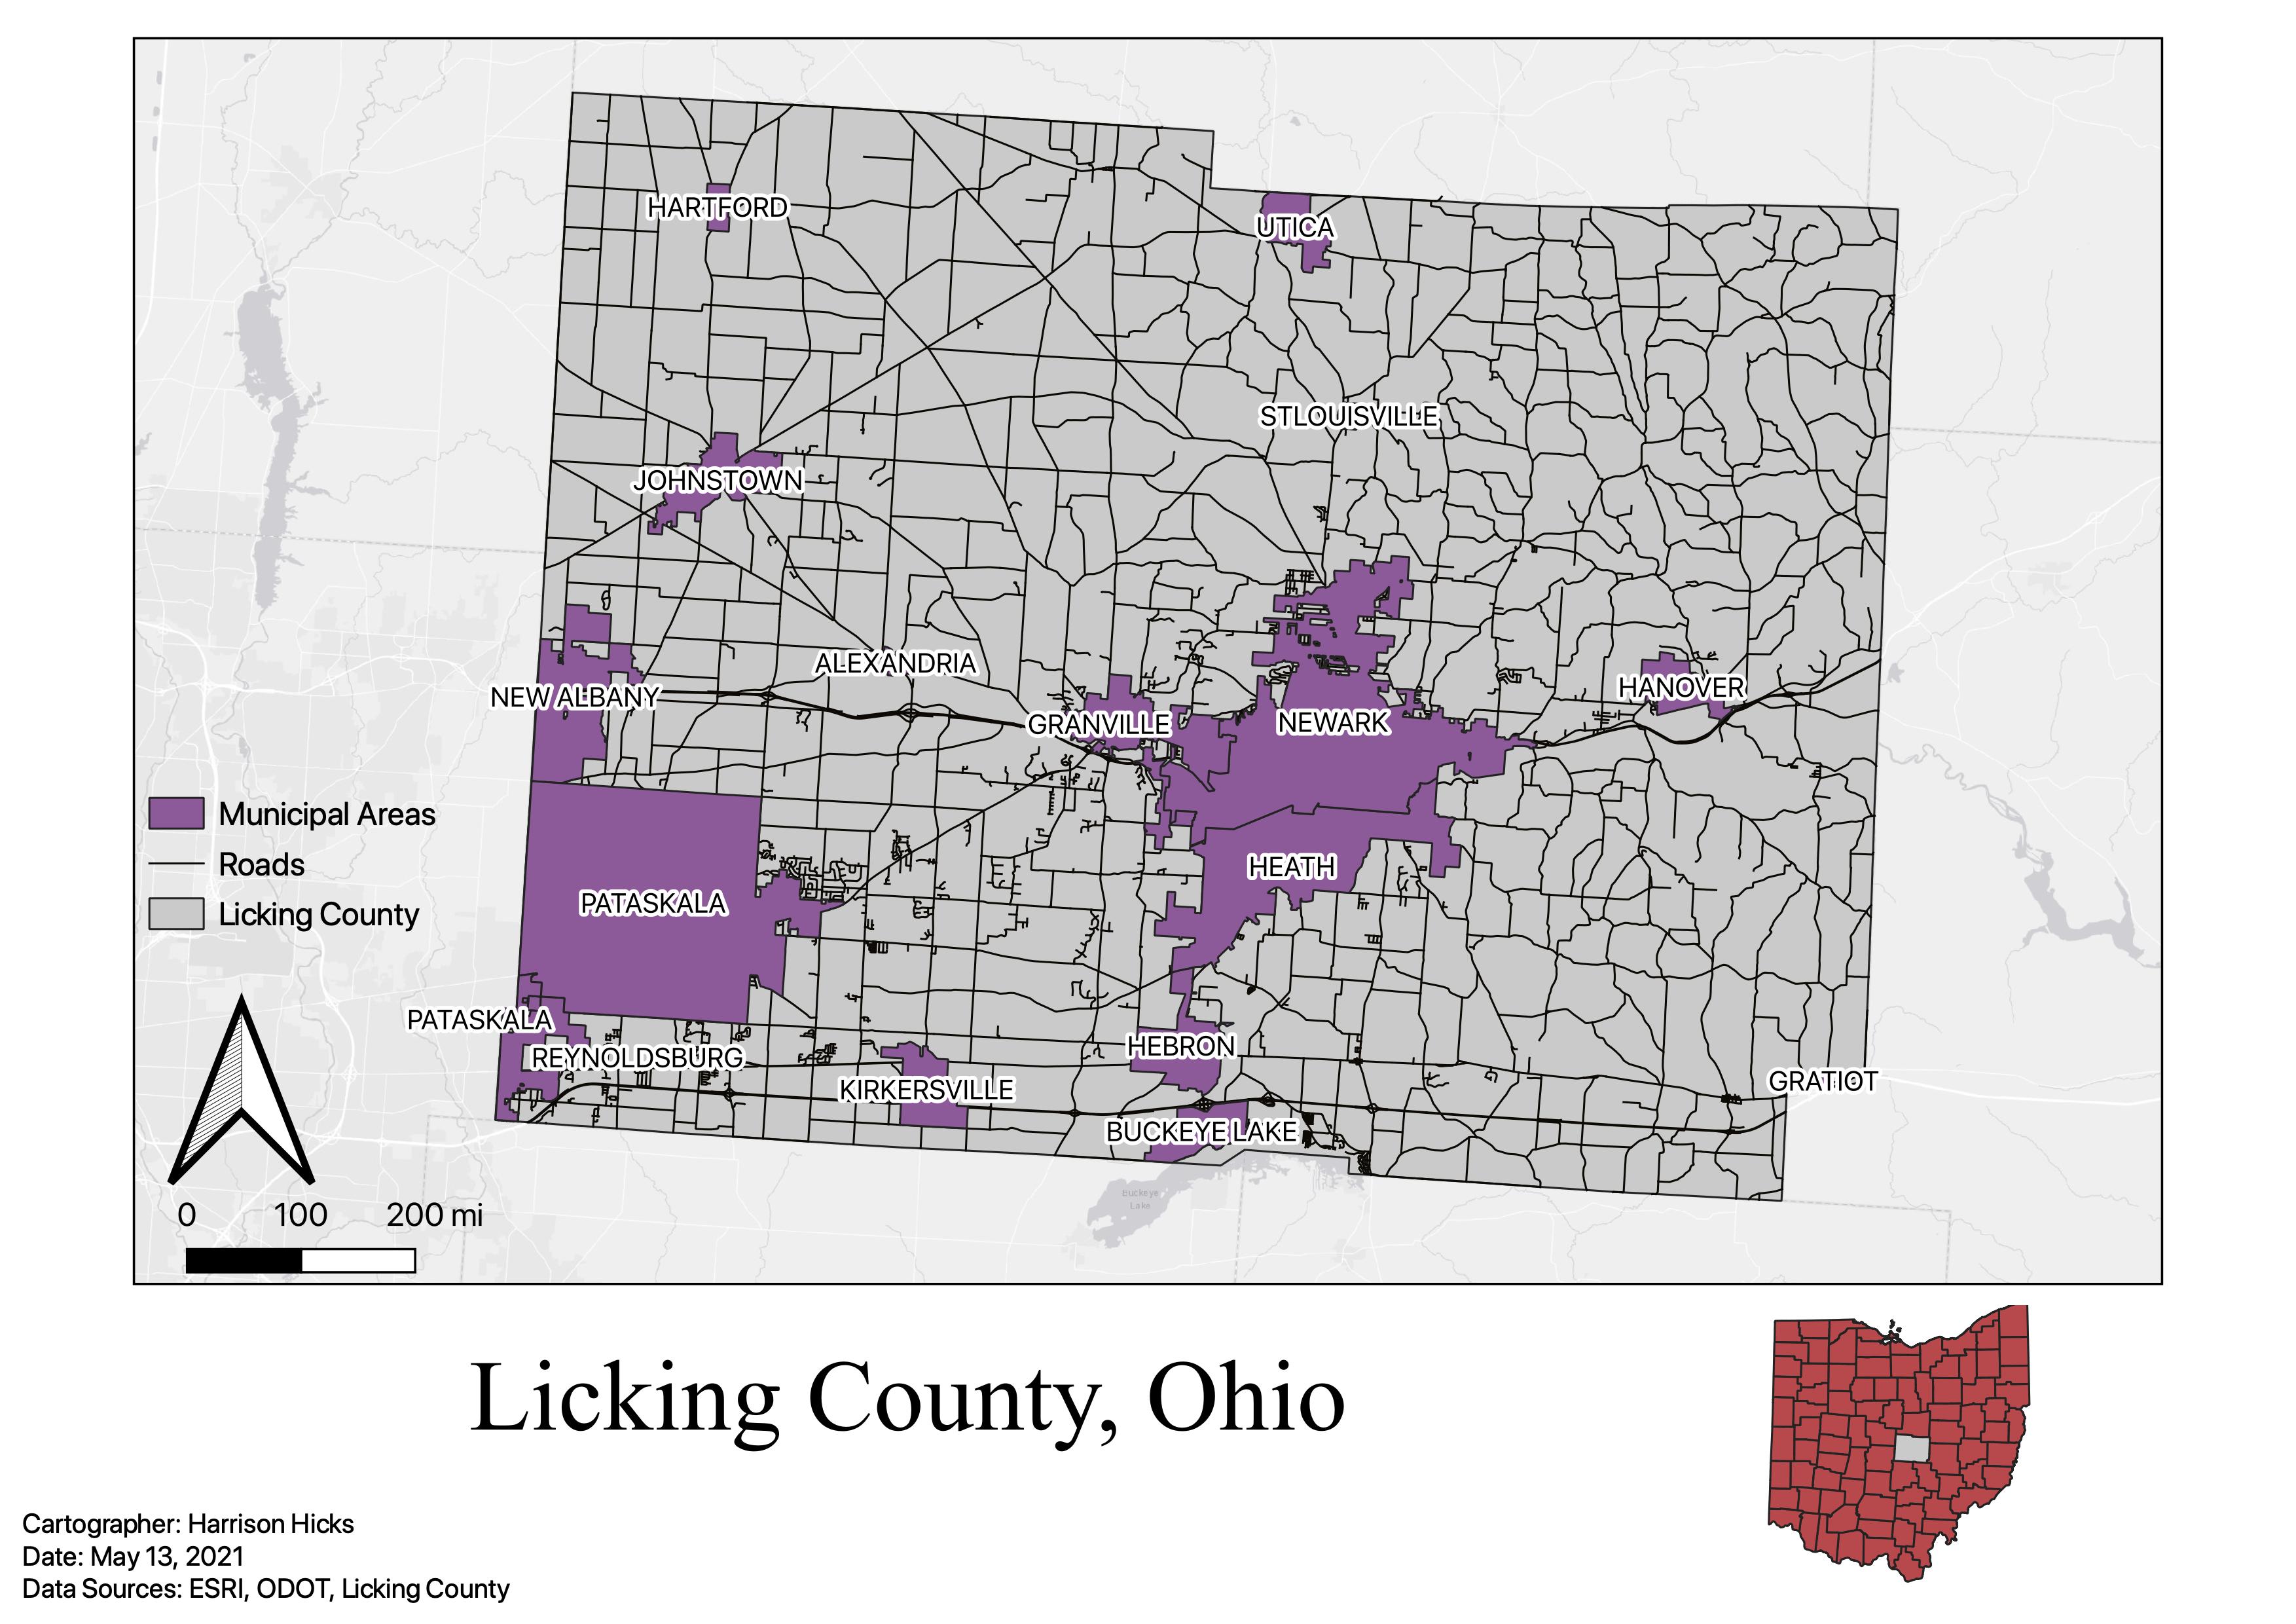 HARTFORD
UTICA
STLOUISVILLE
JOHNSTOWN
ALEXANDRIA
NEW ALBANY
HANOVER
GRANVILLE
NEWARK
Municipal Areas
Roads
Licking County
HEATH
PATASKALA
PATASKALA
REYNOLDSBURG
HEBRON
KIRKERSVILLE
GRATIOT
BUCKEYE LAKE
Buckeye
Lake
0 100 200 mi
Licking County, Ohio
Cartographer: Harrison Hicks
Date: May 13, 2021
Data Sources: ESRI, ODOT, Licking County